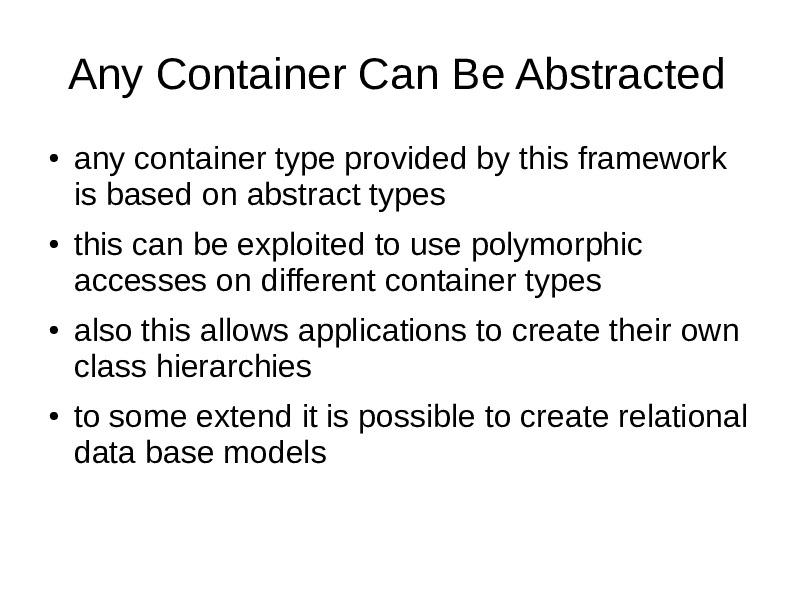 Any Container Can Be Abstracted
• any container type provided by this framework
is based on abstract types
• this can be exploited to use polymorphic
accesses on different container types
• also this allows applications to create their own
class hierarchies
• to some extend it is possible to create relational
data base models